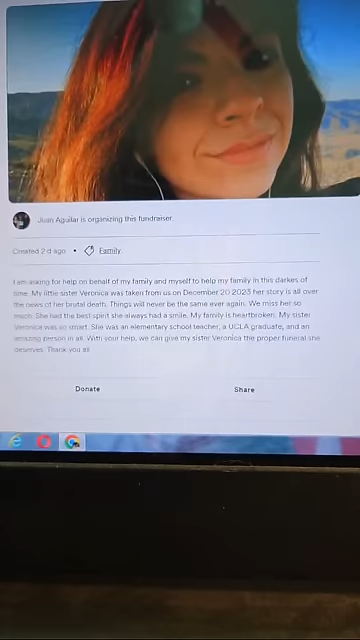 Juan Aguilar is organizing this fundraiser.
Created 2 d ago • Family
I am asking for help on behalf of my family and myself to help my family in this darkes of
time. My little sister Veronica was taken from us on December 20 2023 her story is all over
the news of her brutal death. Things will never be the same ever again. We miss her so
much. She had the best spirit she always had a smile. My family is heartbroken. My sister
Veronica was so smart. She was an elementary school teacher, a UCLA graduate, and an
amazing person in all. With your help, we can give my sister Veronica the proper funeral she
deserves. Thank you all
Donate Share